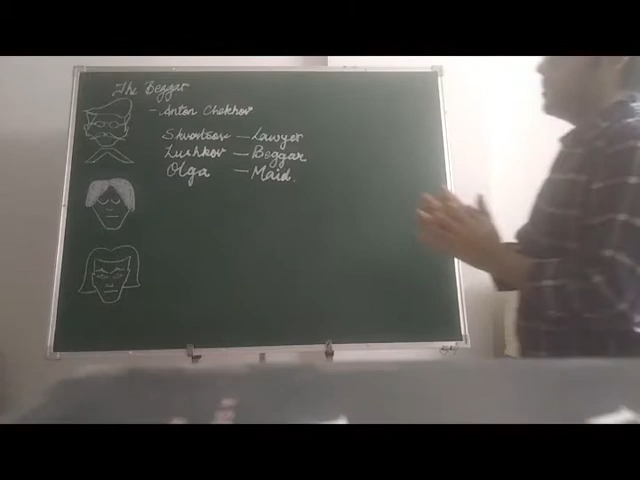 The Beggar
- Anton Chekhov
Skvortsov — Lawyer
Lushkov — Beggar
Olga — Maid.